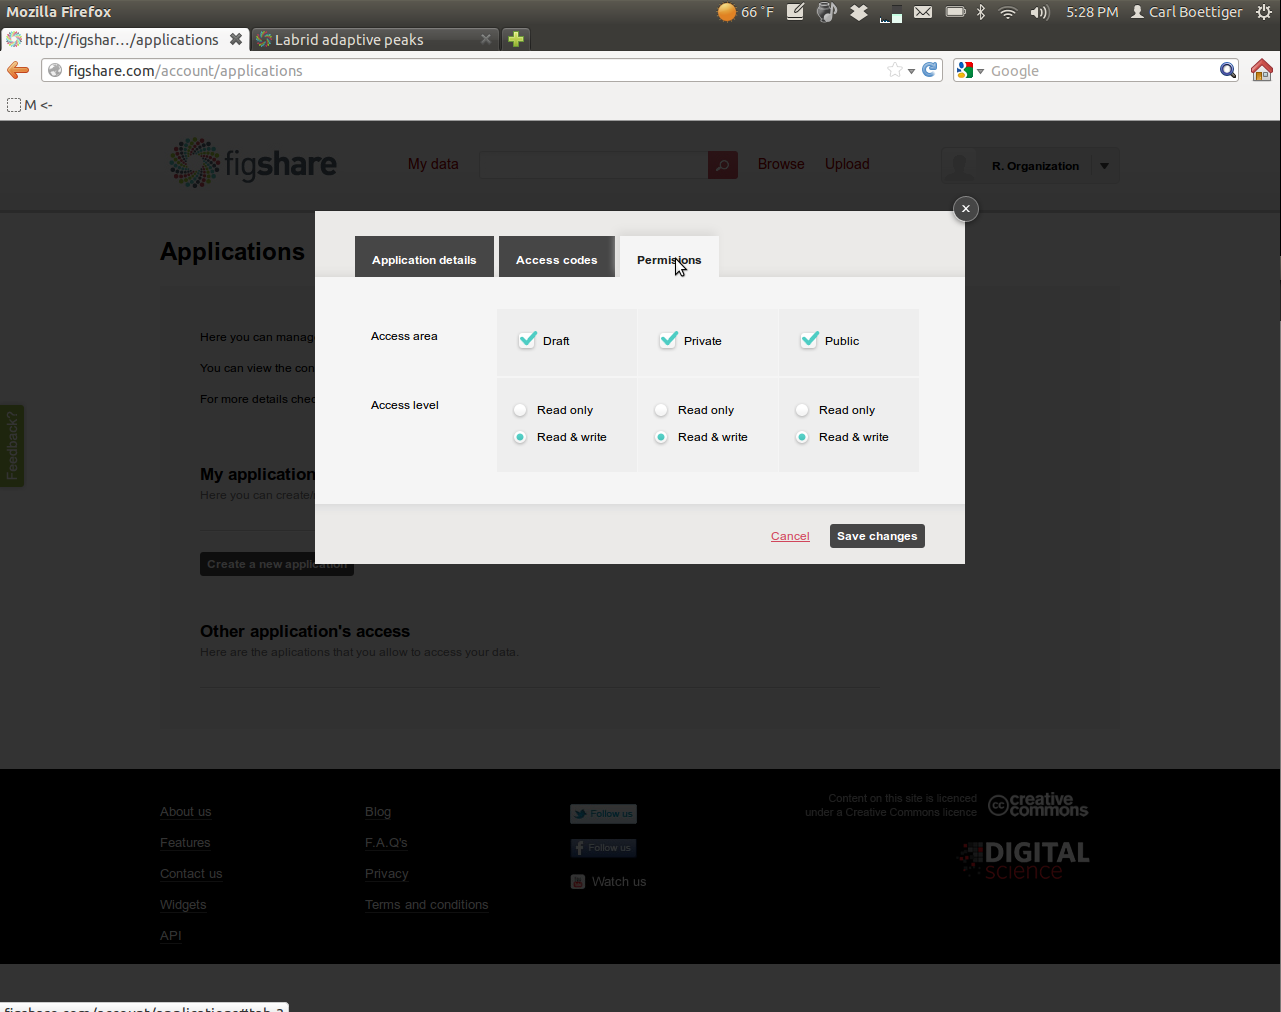 Mozilla Firefox
66 °F
5:28 PM
Carl Boettiger
http://figshar.../applications
Labrid adaptive peaks
figshare.com/account/applications
Google
M <-
figshare
My data
Browse
Upload
R. Organization
Applications
Application details
Access codes
Permisions
Here you can manag
You can view the con
For more details chec
Access area
Draft
Private
Public
Access level
Read only
Read only
Read only
Read & write
Read & write
Read & write
Feedback?
My application
Here you can create/
Cancel
Save changes
Create a new application
Other application's access
Here are the aplications that you allow to access your data.
About us
Blog
Follow us
Content on this site is licenced
under a Creative Commons licence
cc creative commons
Features
F.A.Q's
Follow us
Contact us
Privacy
Watch us
DIGITAL
science
Widgets
Terms and conditions
API